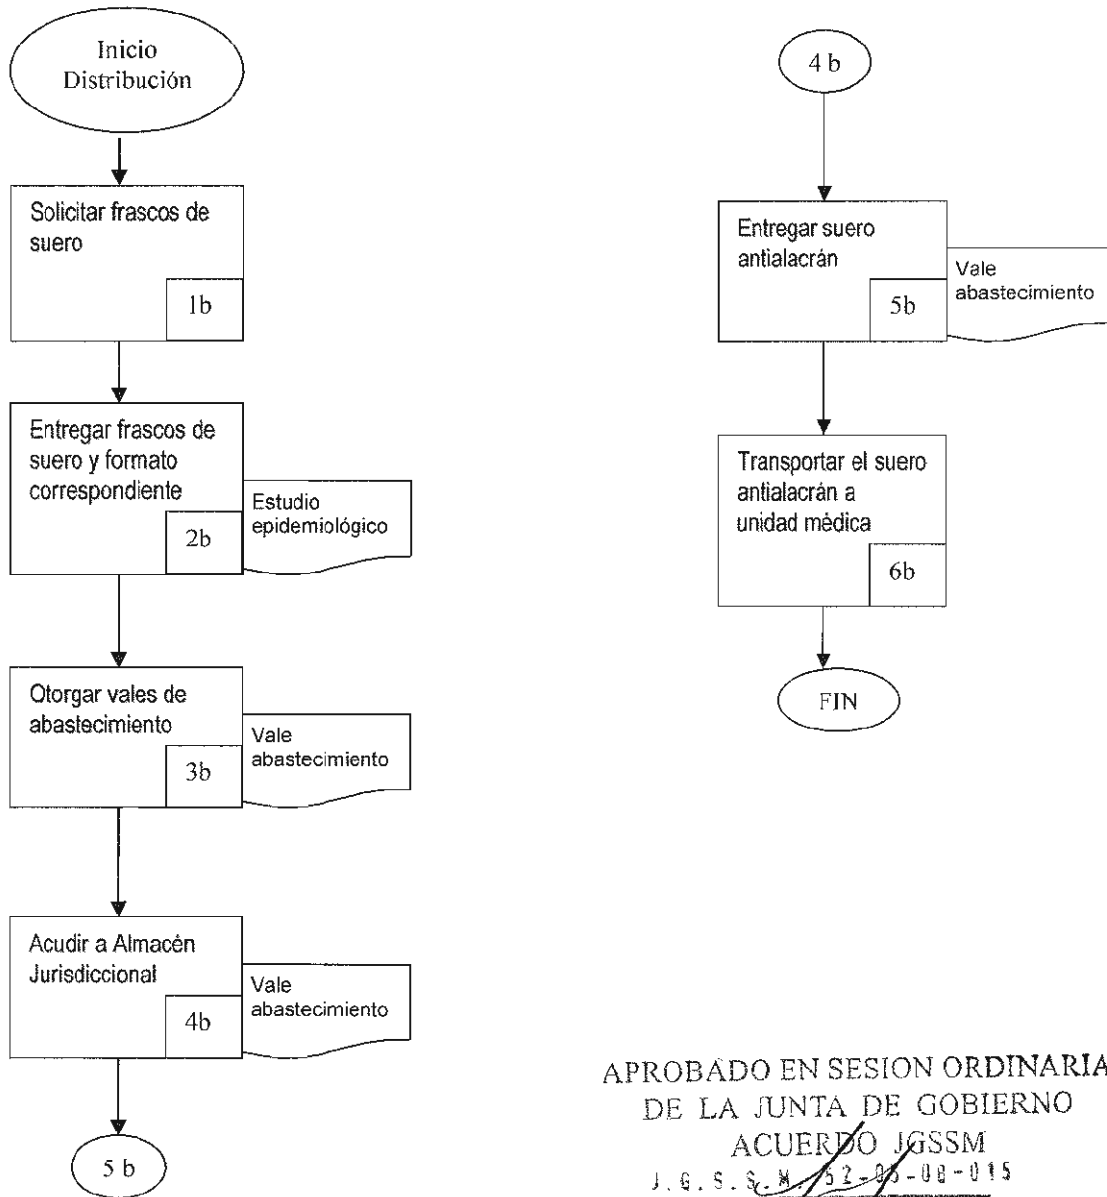 Inicio
Distribución
Solicitar frascos de
suero
1b
Entregar frascos de
suero y formato
correspondiente
2b
Estudio
epidemiológico
Otorgar vales de
abastecimiento
3b
Vale
abastecimiento
Acudir a Almacén
Jurisdiccional
4b
Vale
abastecimiento
5 b
4 b
Entregar suero
antialacrán
5b
Vale
abastecimiento
Transportar el suero
antialacrán a
unidad médica
6b
FIN
APROBADO EN SESION ORDINARIA
DE LA JUNTA DE GOBIERNO
ACUERDO JGSSM
J.G.S.S.M.